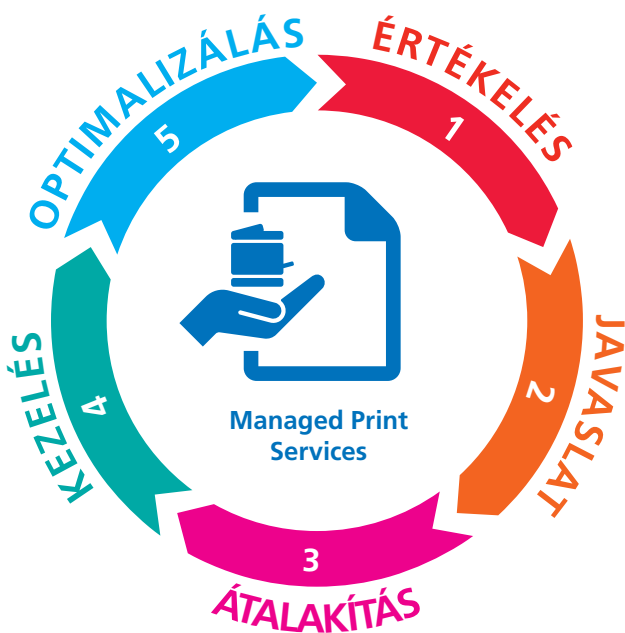 ÉRTÉKELÉS
1
JAVASLAT
2
ÁTALAKÍTÁS
3
KEZELÉS
4
OPTIMALIZÁLÁS
5
Managed Print
Services